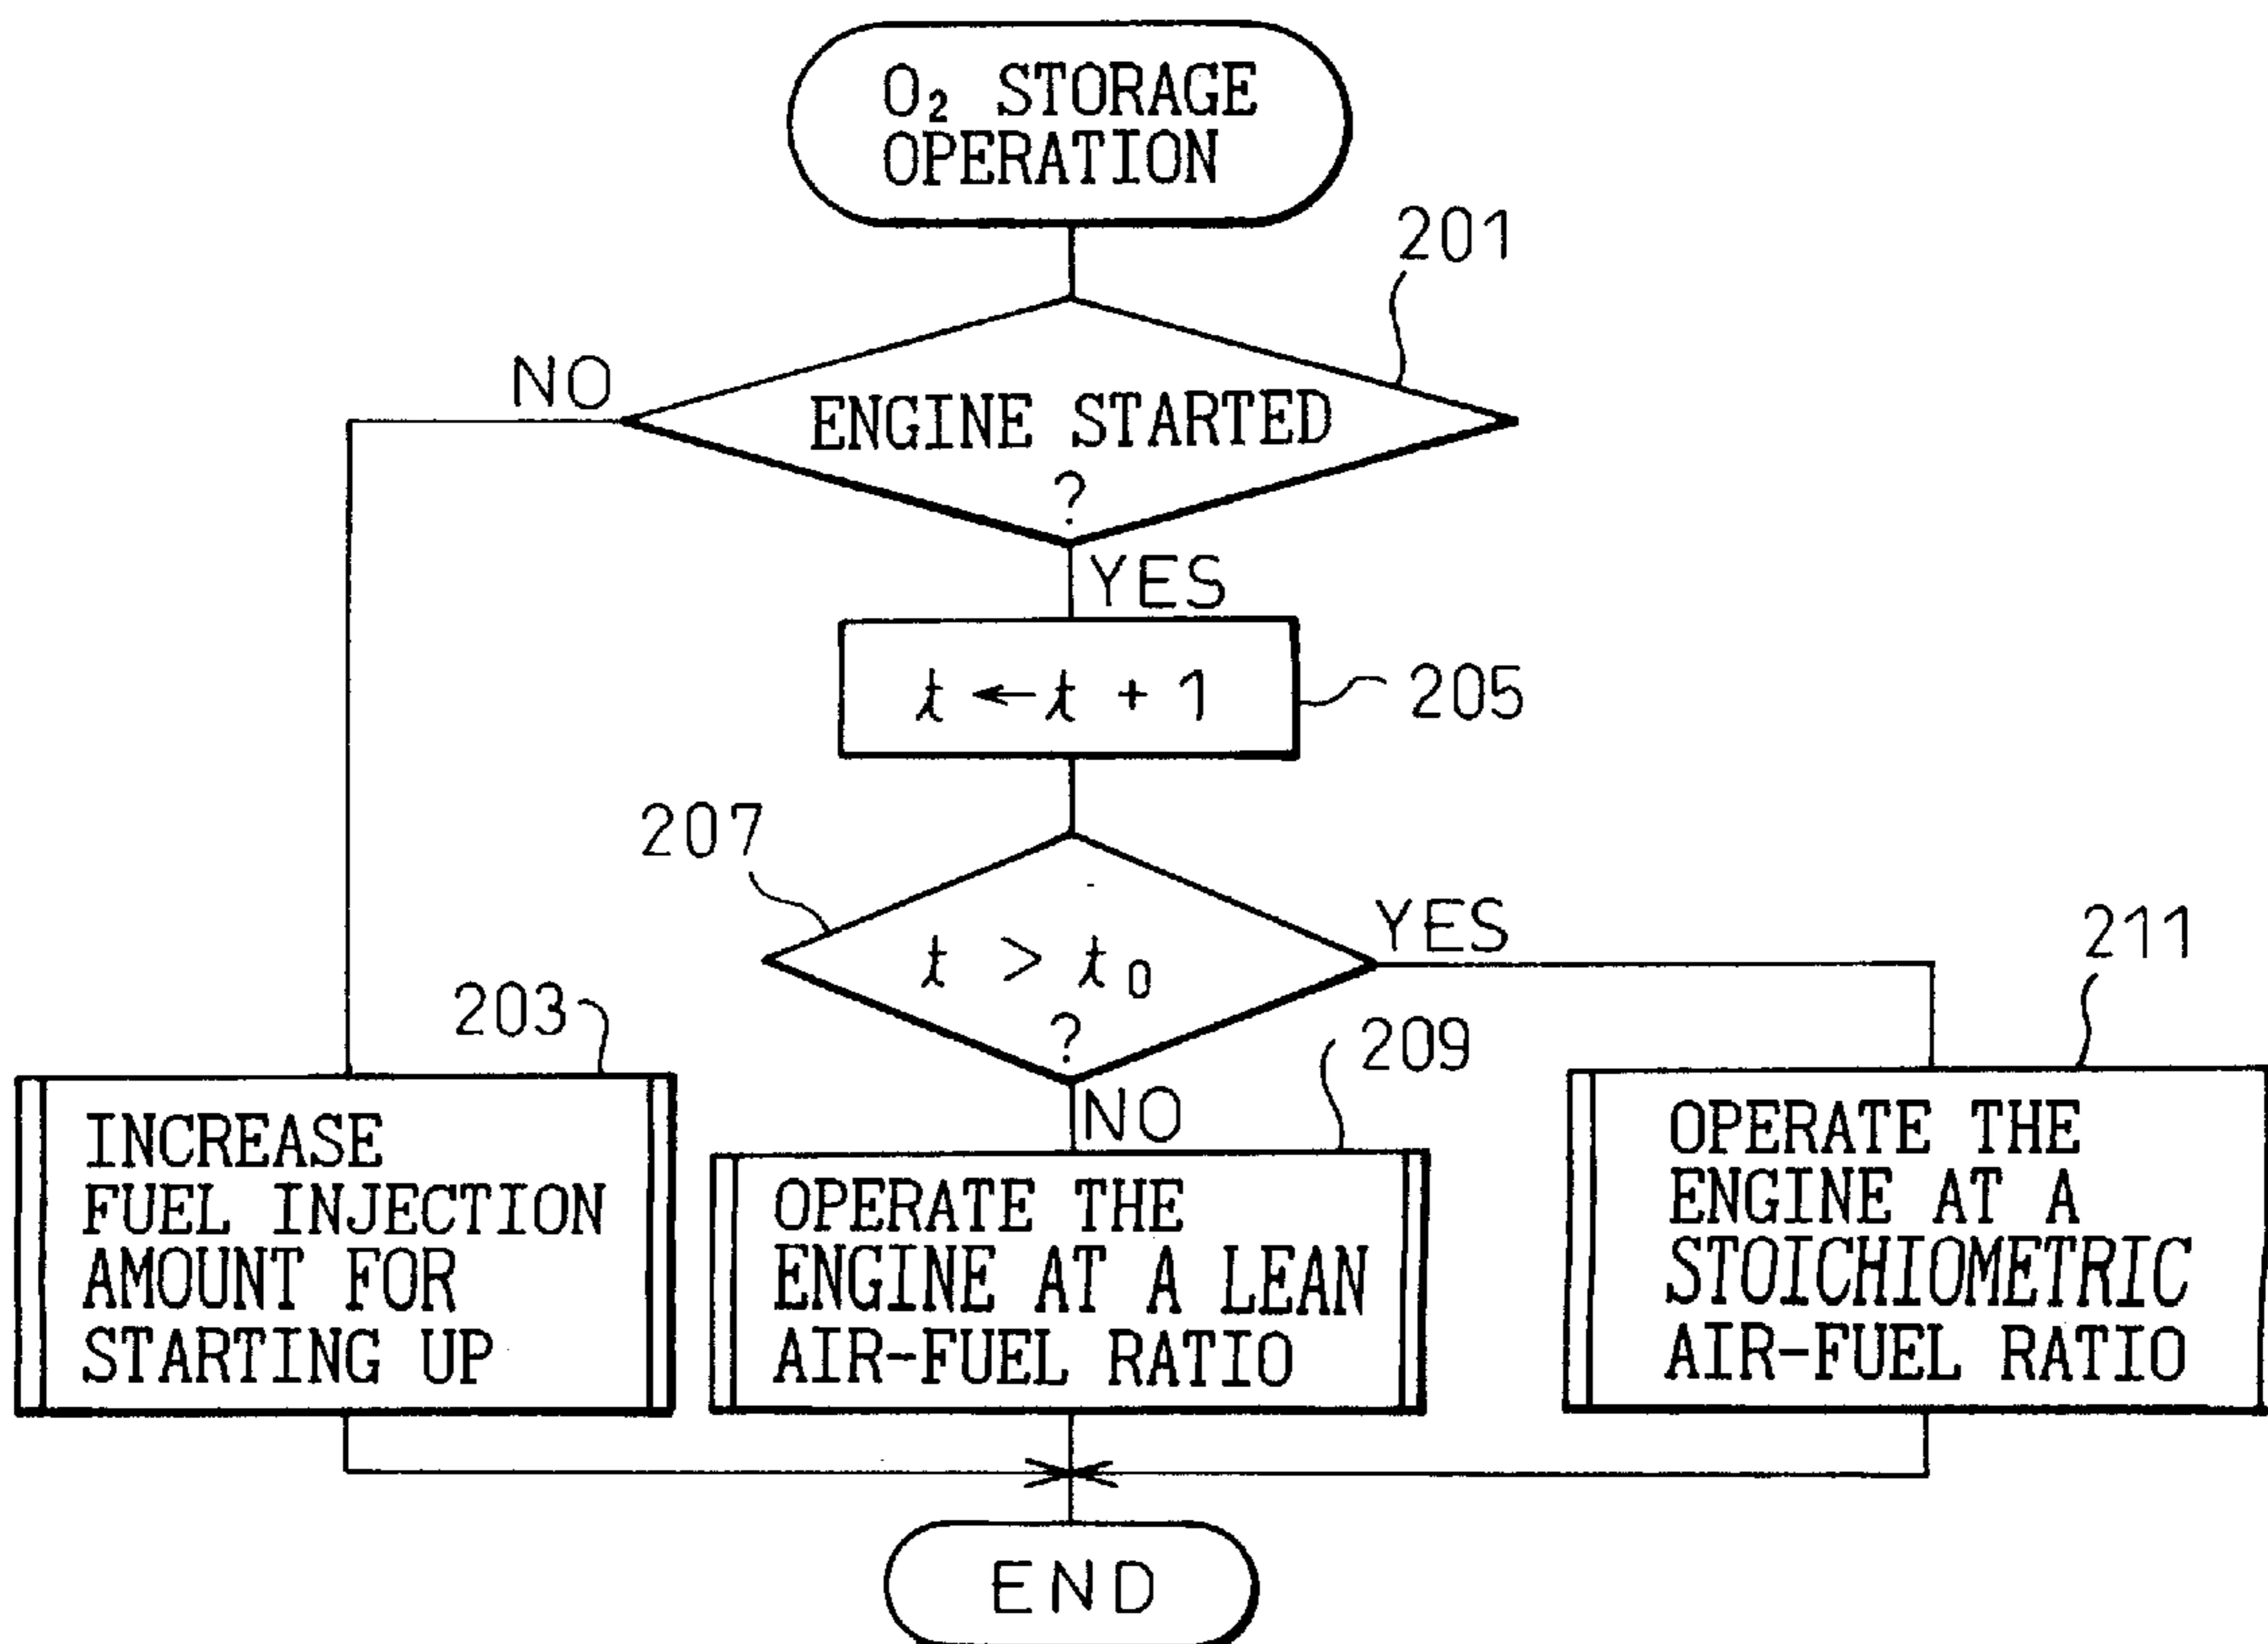 O₂ STORAGE
OPERATION
201
NO
ENGINE STARTED
?
YES
t ← t + 1
205
207
t > t₀
?
YES
211
203
209
NO
INCREASE
FUEL INJECTION
AMOUNT FOR
STARTING UP
OPERATE THE
ENGINE AT A LEAN
AIR-FUEL RATIO
OPERATE THE
ENGINE AT A
STOICHIOMETRIC
AIR-FUEL RATIO
END